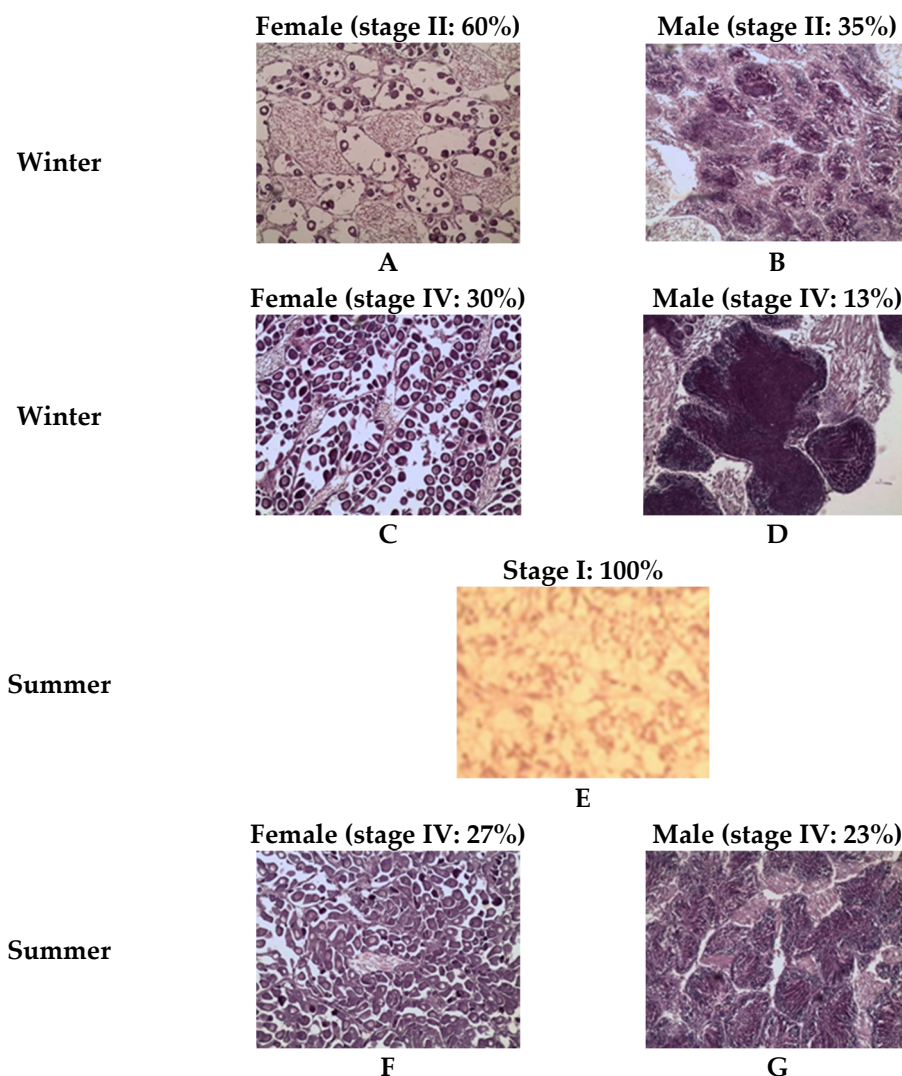 Female (stage II: 60%) Male (stage II: 35%)
Winter
A B
Female (stage IV: 30%) Male (stage IV: 13%)
Winter
C D
Stage I: 100%
Summer
E
Female (stage IV: 27%) Male (stage IV: 23%)
Summer
F G